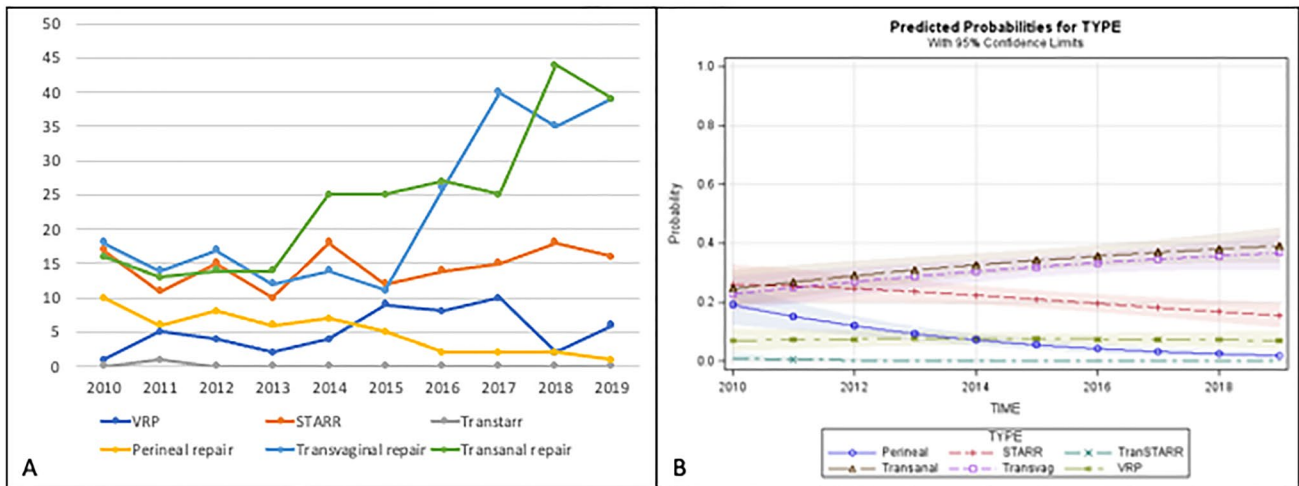 50
45
40
35
30
25
20
15
10
5
0
2010 2011 2012 2013 2014 2015 2016 2017 2018 2019
VRP STARR Transtarr
Perineal repair Transvaginal repair Transanal repair
A
Predicted Probabilities for TYPE
With 95% Confidence Limits
1.0
0.8
0.6
0.4
0.2
0.0
Probability
2010 2012 2014 2016 2018
TIME
TYPE
Perineal STARR TranSTARR
Transanal Transvag VRP
B